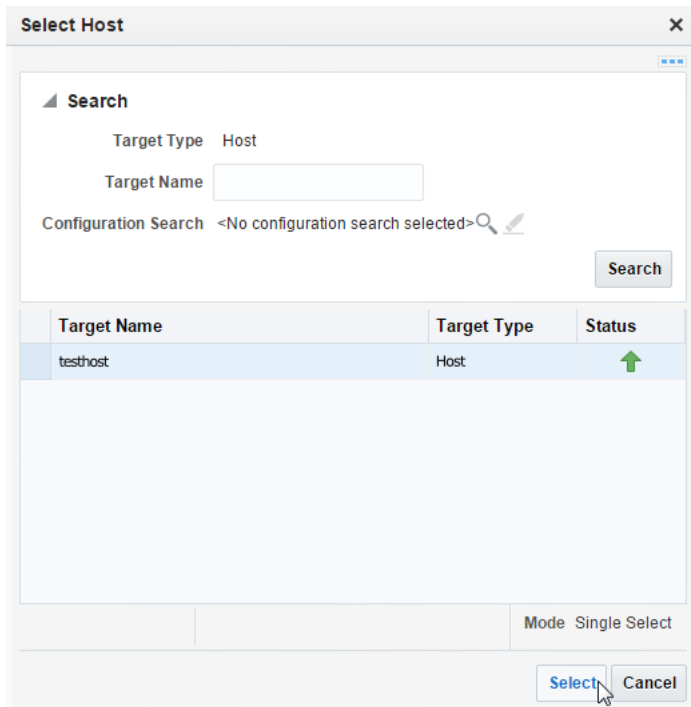 Select Host
Search
Target Type Host
Target Name
Configuration Search <No configuration search selected>
Search
Target Name Target Type Status
testhost Host
Mode Single Select
Select Cancel